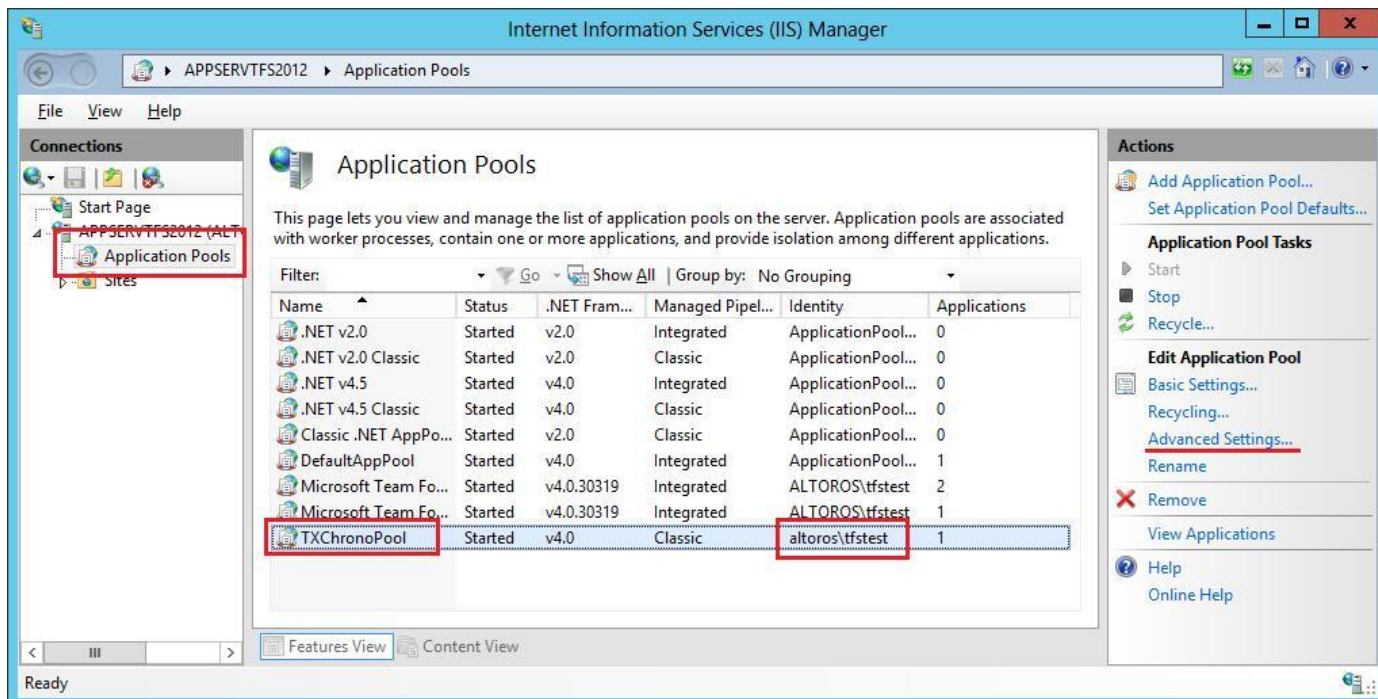 Internet Information Services (IIS) Manager
APPSERVTFS2012 Application Pools
File View Help
Connections
Start Page
APPSERVTFS2012 (ALT
Application Pools
Sites
Application Pools
This page lets you view and manage the list of application pools on the server. Application pools are associated
with worker processes, contain one or more applications, and provide isolation among different applications.
Filter: Go Show All Group by: No Grouping
Name Status .NET Fram... Managed Pipel... Identity Applications
.NET v2.0 Started v2.0 Integrated ApplicationPool... 0
.NET v2.0 Classic Started v2.0 Classic ApplicationPool... 0
.NET v4.5 Started v4.0 Integrated ApplicationPool... 0
.NET v4.5 Classic Started v4.0 Classic ApplicationPool... 0
Classic .NET AppPo... Started v2.0 Classic ApplicationPool... 0
DefaultAppPool Started v4.0 Integrated ApplicationPool... 1
Microsoft Team Fo... Started v4.0.30319 Integrated ALTOROS\tfstest 2
Microsoft Team Fo... Started v4.0.30319 Integrated ALTOROS\tfstest 1
TXChronoPool Started v4.0 Classic altoros\tfstest 1
Features View Content View
Actions
Add Application Pool...
Set Application Pool Defaults...
Application Pool Tasks
Start
Stop
Recycle...
Edit Application Pool
Basic Settings...
Recycling...
Advanced Settings...
Rename
Remove
View Applications
Help
Online Help
Ready